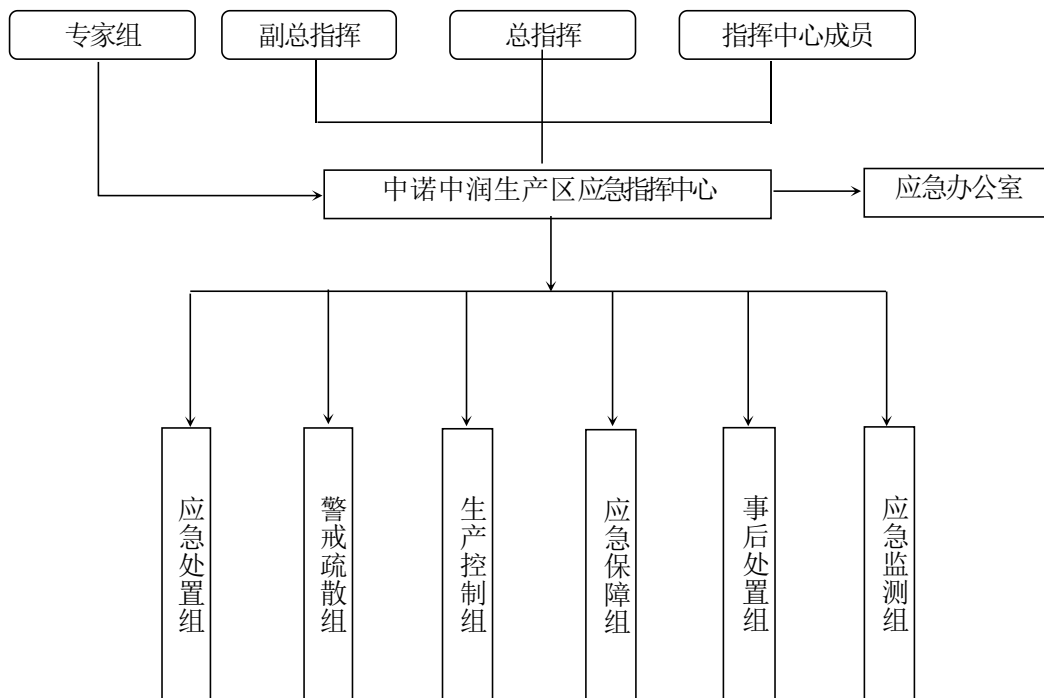 专家组
副总指挥
总指挥
指挥中心成员
中诺中润生产区应急指挥中心
应急办公室
应急处置组
警戒疏散组
生产控制组
应急保障组
事后处置组
应急监测组